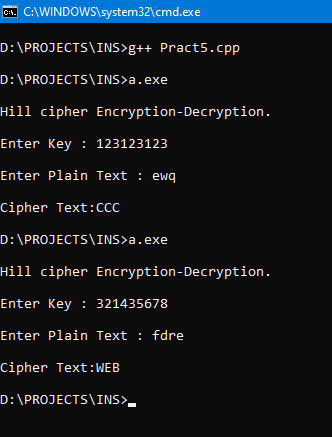 C:\WINDOWS\system32\cmd.exe
D:\PROJECTS\INS>g++ Pract5.cpp
D:\PROJECTS\INS>a.exe
Hill cipher Encryption-Decryption.
Enter Key : 123123123
Enter Plain Text : ewq
Cipher Text:CCC
D:\PROJECTS\INS>a.exe
Hill cipher Encryption-Decryption.
Enter Key : 321435678
Enter Plain Text : fdre
Cipher Text:WEB
D:\PROJECTS\INS>